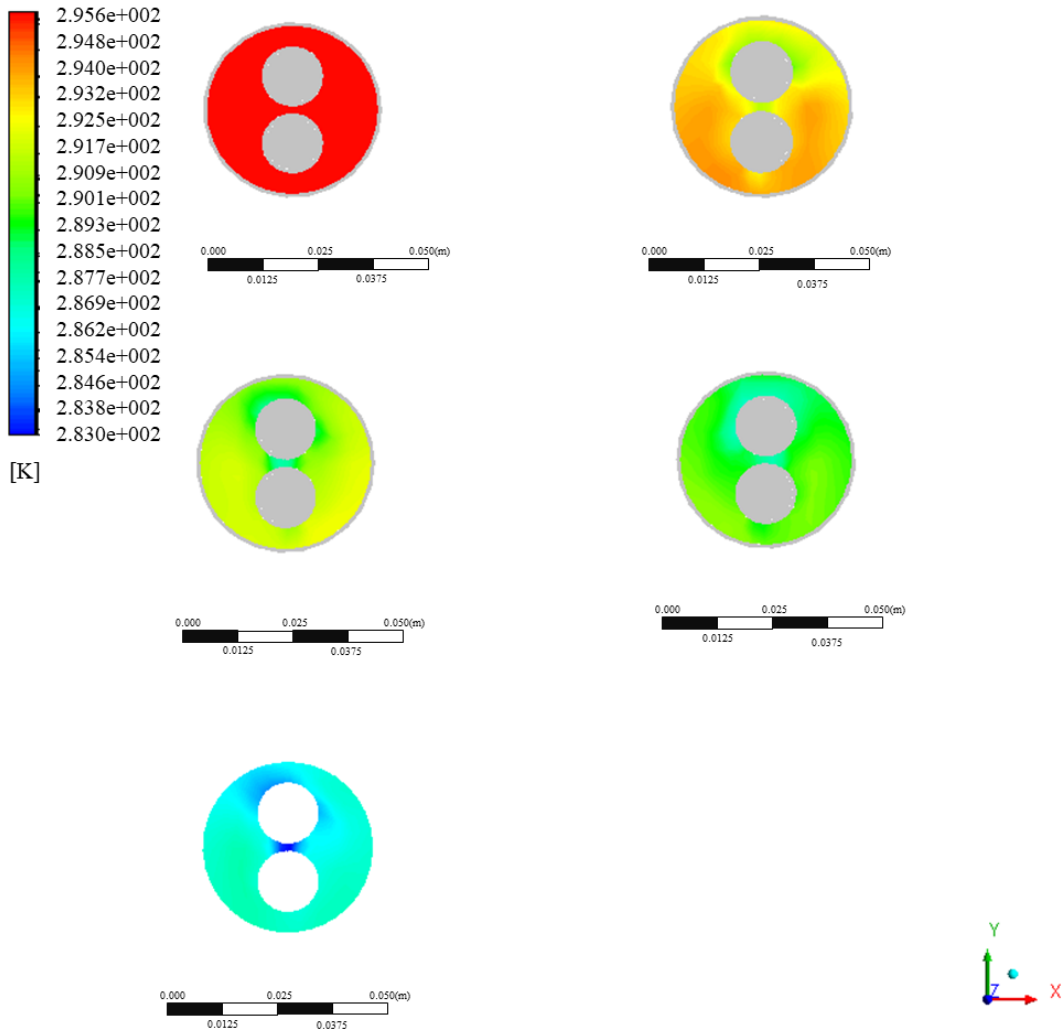 2.956e+002
2.948e+002
2.940e+002
2.932e+002
2.925e+002
2.917e+002
2.909e+002
2.901e+002
2.893e+002
2.885e+002
2.877e+002
2.869e+002
2.862e+002
2.854e+002
2.846e+002
2.838e+002
2.830e+002
[K]
0.000 0.025 0.050(m)
0.0125 0.0375
0.000 0.025 0.050(m)
0.0125 0.0375
0.000 0.025 0.050(m)
0.0125 0.0375
0.000 0.025 0.050(m)
0.0125 0.0375
0.000 0.025 0.050(m)
0.0125 0.0375
Y
Z X